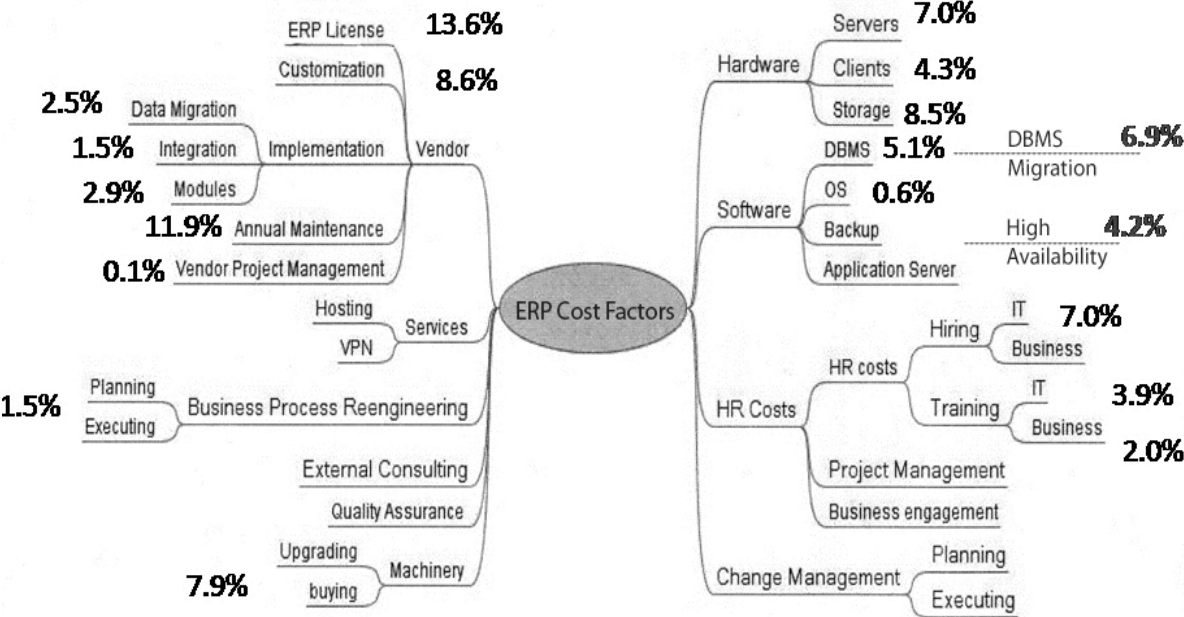 ERP Cost Factors
ERP License 13.6%
Customization 8.6%
2.5% Data Migration
1.5% Integration
2.9% Modules
Implementation
Vendor
11.9% Annual Maintenance
0.1% Vendor Project Management
Hosting
VPN
Services
Planning
1.5%
Executing
Business Process Reengineering
External Consulting
Quality Assurance
Upgrading
7.9% buying
Machinery
Hardware
Servers 7.0%
Clients 4.3%
Storage 8.5%
Software
DBMS 5.1%
DBMS 6.9%
Migration
OS 0.6%
Backup
High 4.2%
Availability
Application Server
HR Costs
HR costs
Hiring
IT 7.0%
Business
Training
IT 3.9%
Business 2.0%
Project Management
Business engagement
Change Management
Planning
Executing